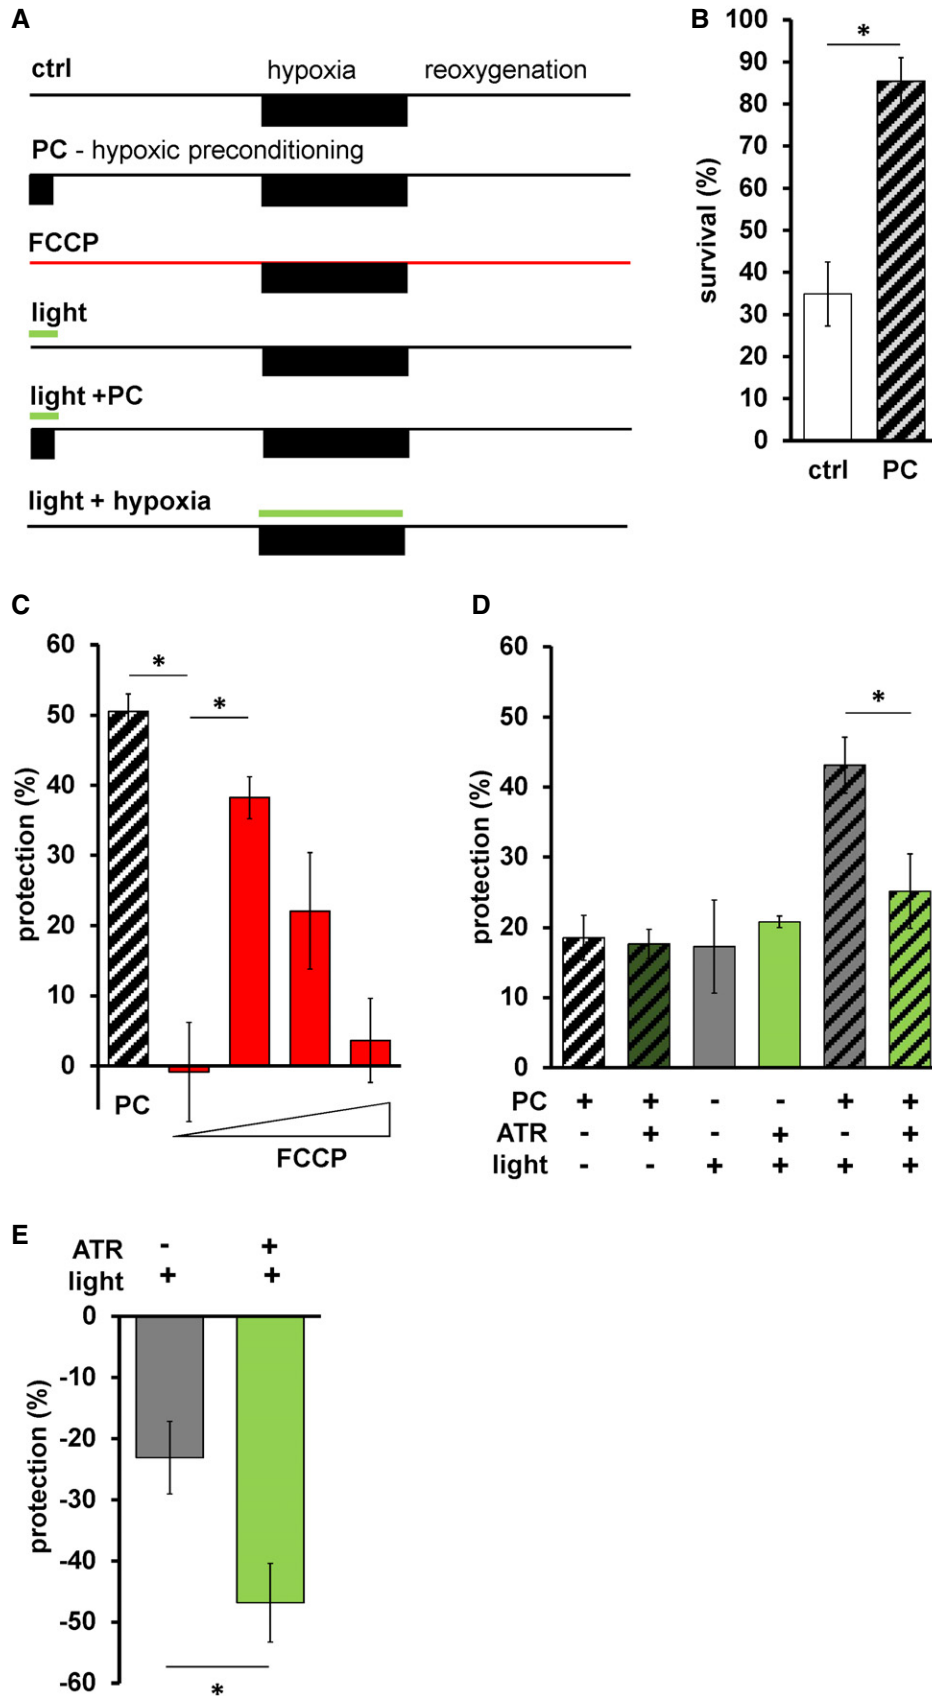 A
ctrl hypoxia reoxygenation
PC - hypoxic preconditioning
FCCP
light
light +PC
light + hypoxia
B
survival (%)
100
90
80
70
60
50
40
30
20
10
0
*
ctrl PC
C
protection (%)
60
50
40
30
20
10
0
*
*
PC
FCCP
D
protection (%)
60
50
40
30
20
10
0
*
PC + + - - + +
ATR - + - + - +
light - - + + + +
E
ATR - +
light + +
protection (%)
0
-10
-20
-30
-40
-50
-60
*